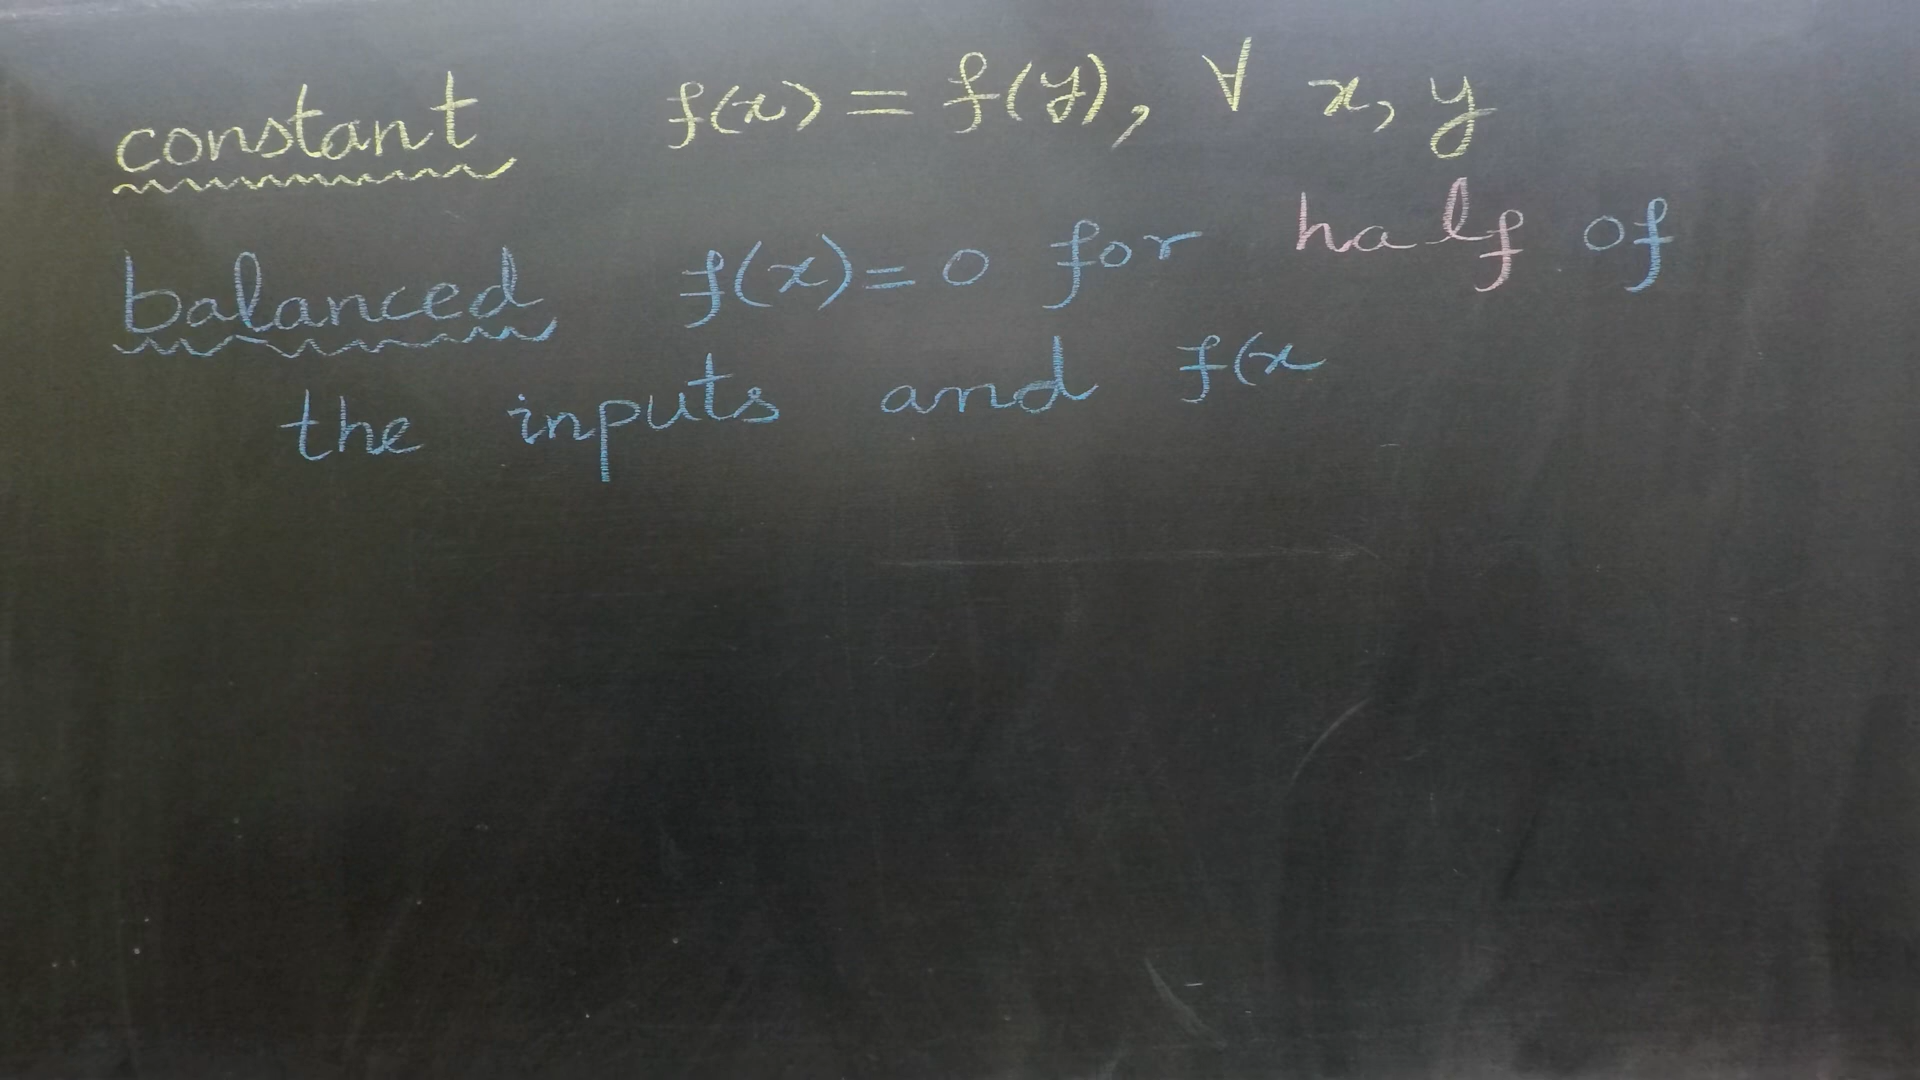 constant f(x) = f(y), ∀ x, y
balanced f(x) = 0 for half of
the inputs and f(x